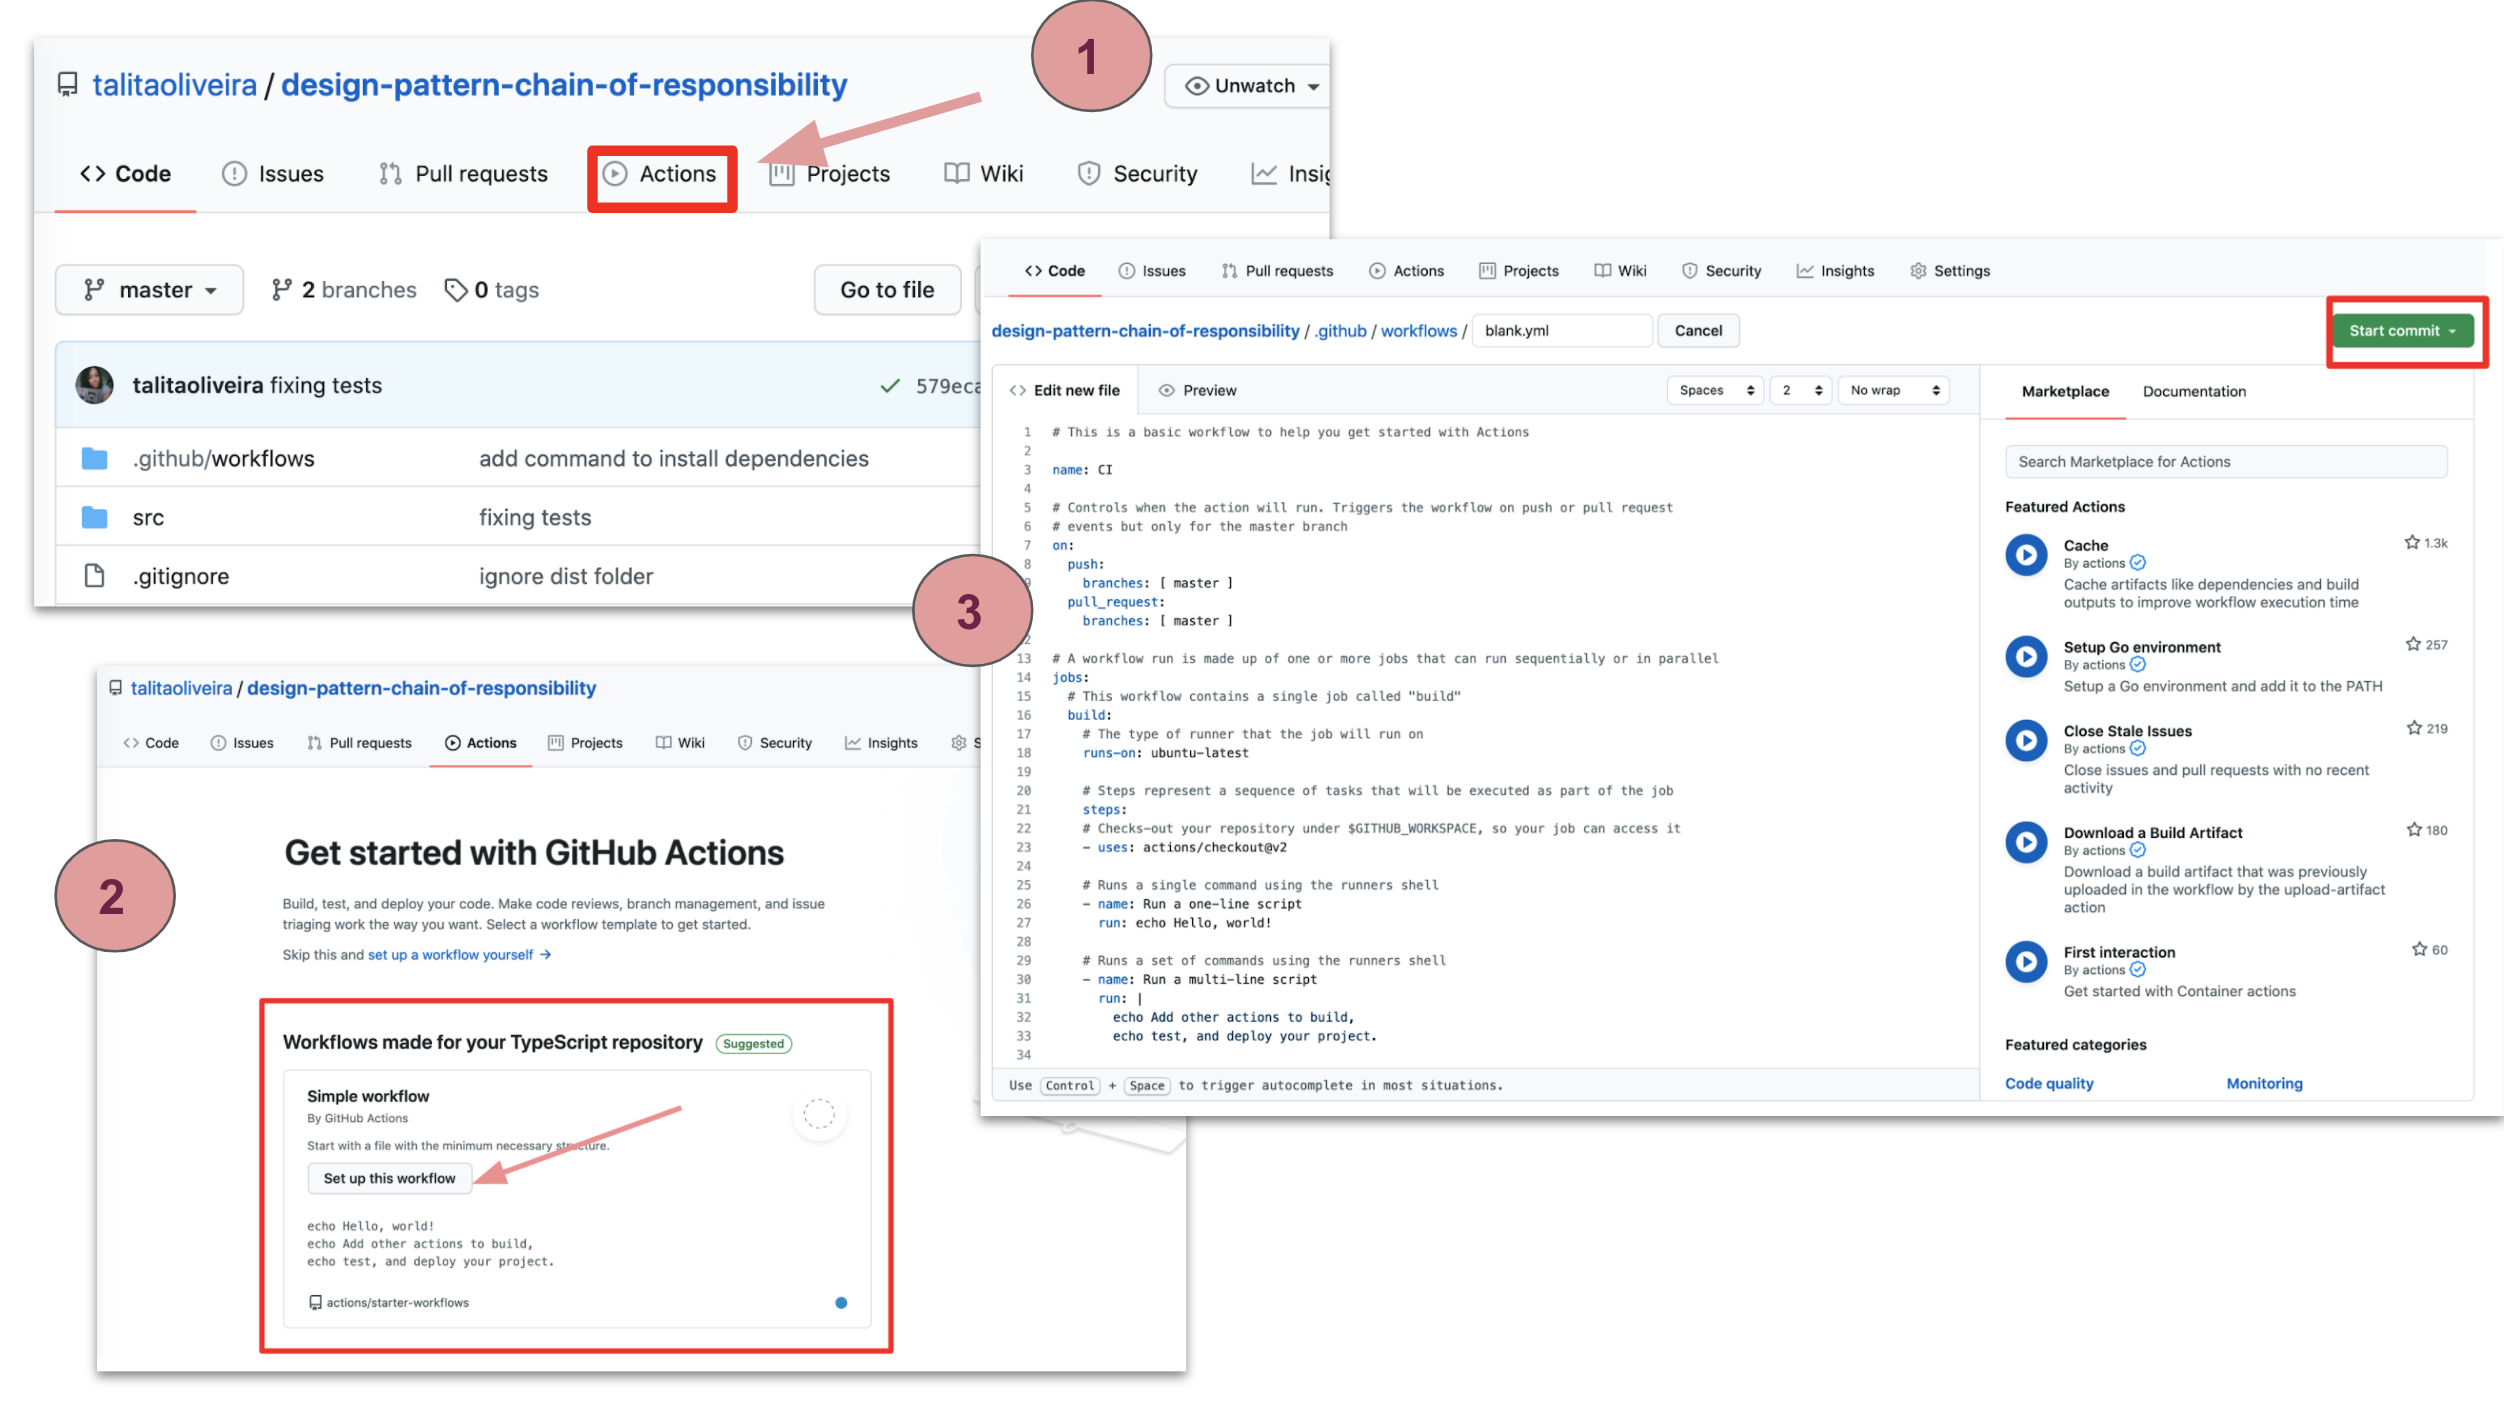 1
talitaoliveira / design-pattern-chain-of-responsibility
Unwatch
Code Issues Pull requests Actions Projects Wiki Security
master 2 branches 0 tags Go to file
talitaoliveira fixing tests
.github/workflows add command to install dependencies
src fixing tests
.gitignore ignore dist folder
2
talitaoliveira / design-pattern-chain-of-responsibility
Code Issues Pull requests Actions Projects Wiki Security Insights
Get started with GitHub Actions
Build, test, and deploy your code. Make code reviews, branch management, and issue
triaging work the way you want. Select a workflow template to get started.
Skip this and set up a workflow yourself →
Workflows made for your TypeScript repository Suggested
Simple workflow
By GitHub Actions
Start with a file with the minimum necessary structure.
Set up this workflow
echo Hello, world!
echo Add other actions to build,
echo test, and deploy your project.
actions/starter-workflows
3
Code Issues Pull requests Actions Projects Wiki Security Insights Settings
design-pattern-chain-of-responsibility / .github / workflows / blank.yml Cancel
Start commit
Edit new file Preview Spaces 2 No wrap
1 # This is a basic workflow to help you get started with Actions
2
3 name: CI
4
5 # Controls when the action will run. Triggers the workflow on push or pull request
6 # events but only for the master branch
7 on:
8 push:
9 branches: [ master ]
pull_request:
branches: [ master ]
2
13 # A workflow run is made up of one or more jobs that can run sequentially or in parallel
14 jobs:
15 # This workflow contains a single job called "build"
16 build:
17 # The type of runner that the job will run on
18 runs-on: ubuntu-latest
19
20 # Steps represent a sequence of tasks that will be executed as part of the job
21 steps:
22 # Checks-out your repository under $GITHUB_WORKSPACE, so your job can access it
23 - uses: actions/checkout@v2
24
25 # Runs a single command using the runners shell
26 - name: Run a one-line script
27 run: echo Hello, world!
28
29 # Runs a set of commands using the runners shell
30 - name: Run a multi-line script
31 run: |
32 echo Add other actions to build,
33 echo test, and deploy your project.
34
Use Control + Space to trigger autocomplete in most situations.
Marketplace Documentation
Search Marketplace for Actions
Featured Actions
Cache 1.3k
By actions
Cache artifacts like dependencies and build
outputs to improve workflow execution time
Setup Go environment 257
By actions
Setup a Go environment and add it to the PATH
Close Stale Issues 219
By actions
Close issues and pull requests with no recent
activity
Download a Build Artifact 180
By actions
Download a build artifact that was previously
uploaded in the workflow by the upload-artifact
action
First interaction 60
By actions
Get started with Container actions
Featured categories
Code quality Monitoring